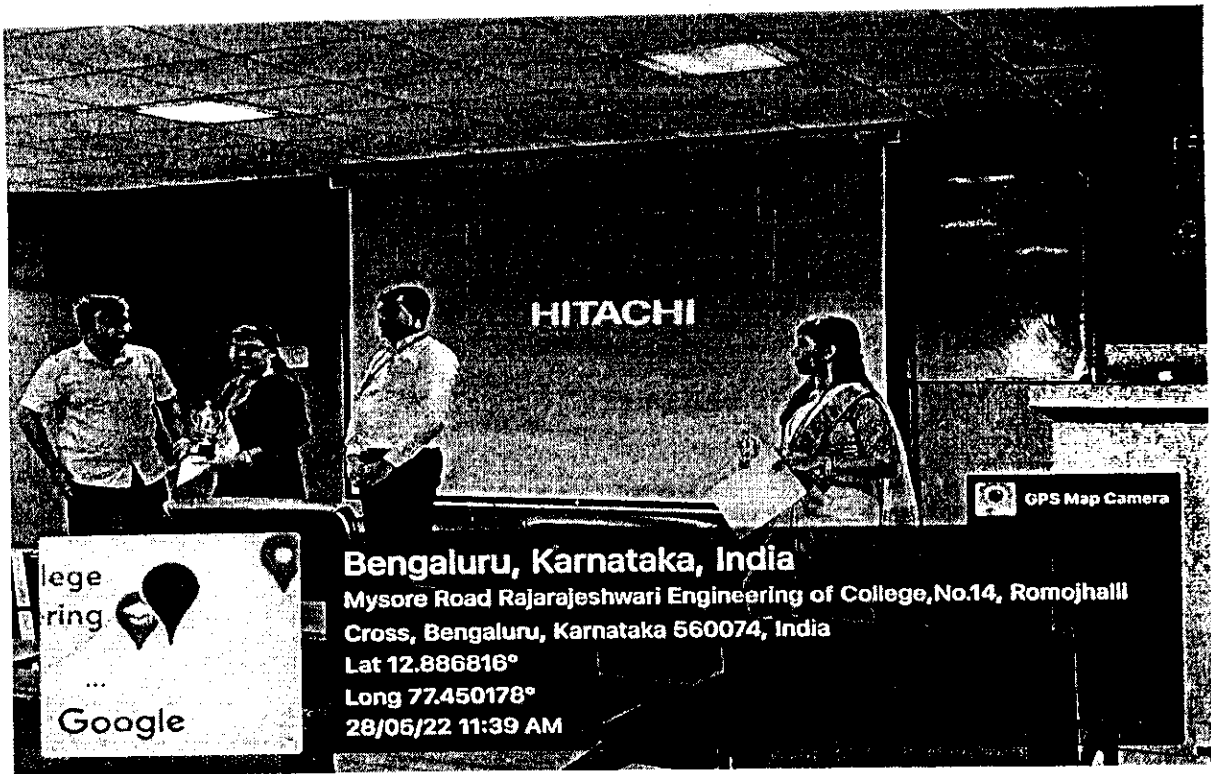 HITACHI
GPS Map Camera
lege
ring
...
Google
Bengaluru, Karnataka, India
Mysore Road Rajarajeshwari Engineering of College,No.14, Romojhalli
Cross, Bengaluru, Karnataka 560074, India
Lat 12.886816°
Long 77.450178°
28/05/22 11:39 AM